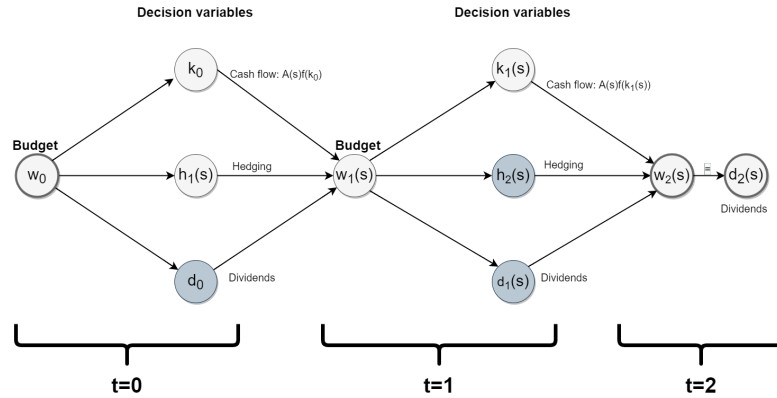 Decision variables
Decision variables
k₀
Cash flow: A(s)f(k₀)
k₁(s)
Cash flow: A(s)f(k₁(s))
Budget
Budget
w₀
h₁(s)
Hedging
w₁(s)
h₂(s)
Hedging
w₂(s)
=
d₂(s)
Dividends
d₀
Dividends
d₁(s)
Dividends
t=0
t=1
t=2